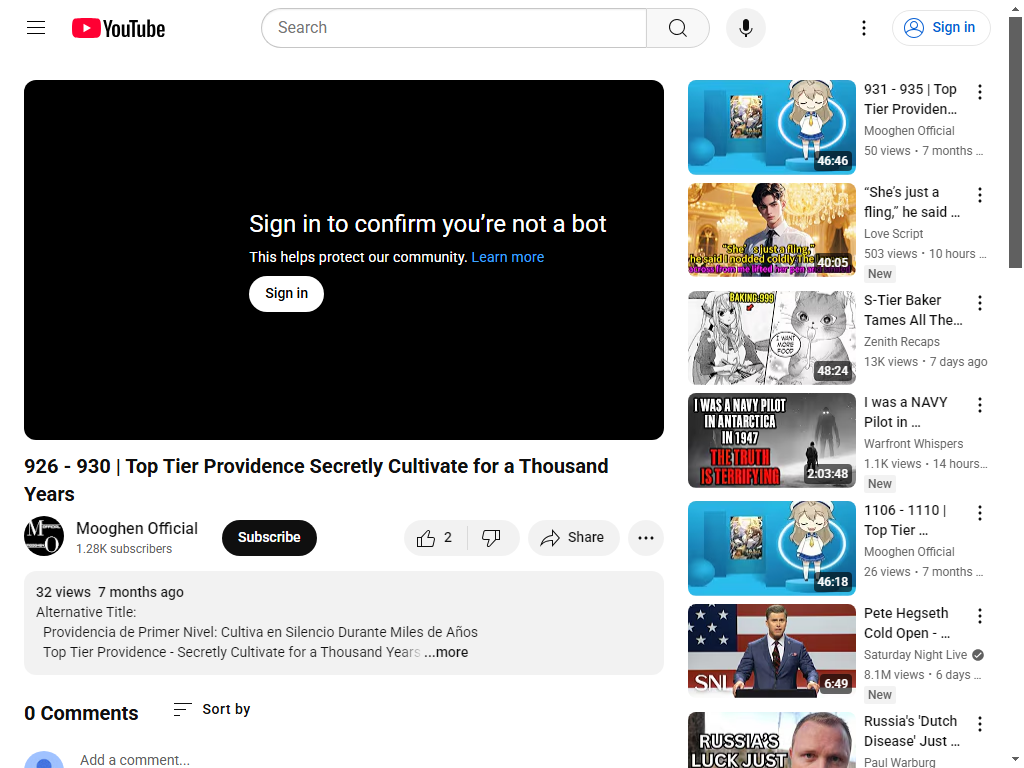 YouTube
Search
Sign in
Sign in to confirm you’re not a bot
This helps protect our community. Learn more
Sign in
926 - 930 | Top Tier Providence Secretly Cultivate for a Thousand
Years
Mooghen Official
1.28K subscribers
Subscribe
2
Share
32 views 7 months ago
Alternative Title:
Providencia de Primer Nivel: Cultiva en Silencio Durante Miles de Años
Top Tier Providence - Secretly Cultivate for a Thousand Years ...more
0 Comments
Sort by
Add a comment...
46:46
931 - 935 | Top
Tier Providen...
Mooghen Official
50 views • 7 months ...
“She's just a fling,”
he said I nodded coldly The
40:05
“She’s just a
fling,” he said ...
Love Script
503 views • 10 hours ...
New
BAKING:999
I WANT
MORE
FOOD
48:24
S-Tier Baker
Tames All The...
Zenith Recaps
13K views • 7 days ago
I WAS A NAVY PILOT
IN ANTARCTICA
IN 1947
THE TRUTH
IS TERRIFYING
2:03:48
I was a NAVY
Pilot in ...
Warfront Whispers
1.1K views • 14 hours...
New
46:18
1106 - 1110 |
Top Tier ...
Mooghen Official
26 views • 7 months ...
SNL
6:49
Pete Hegseth
Cold Open - ...
Saturday Night Live
8.1M views • 6 days ...
New
RUSSIA'S
LUCK JUST
Russia's 'Dutch
Disease' Just ...
Paul Warburg